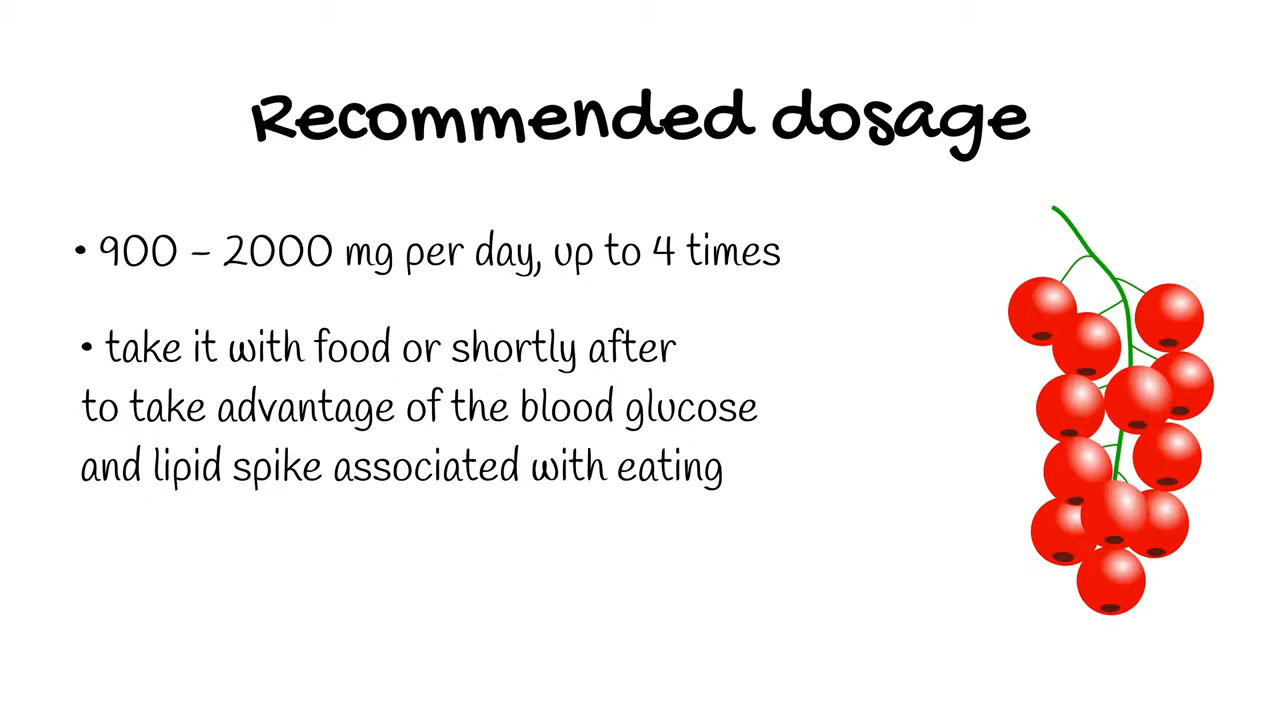 Recommended dosage
• 900 – 2000 mg per day, up to 4 times
• take it with food or shortly after
to take advantage of the blood glucose
and lipid spike associated with eating